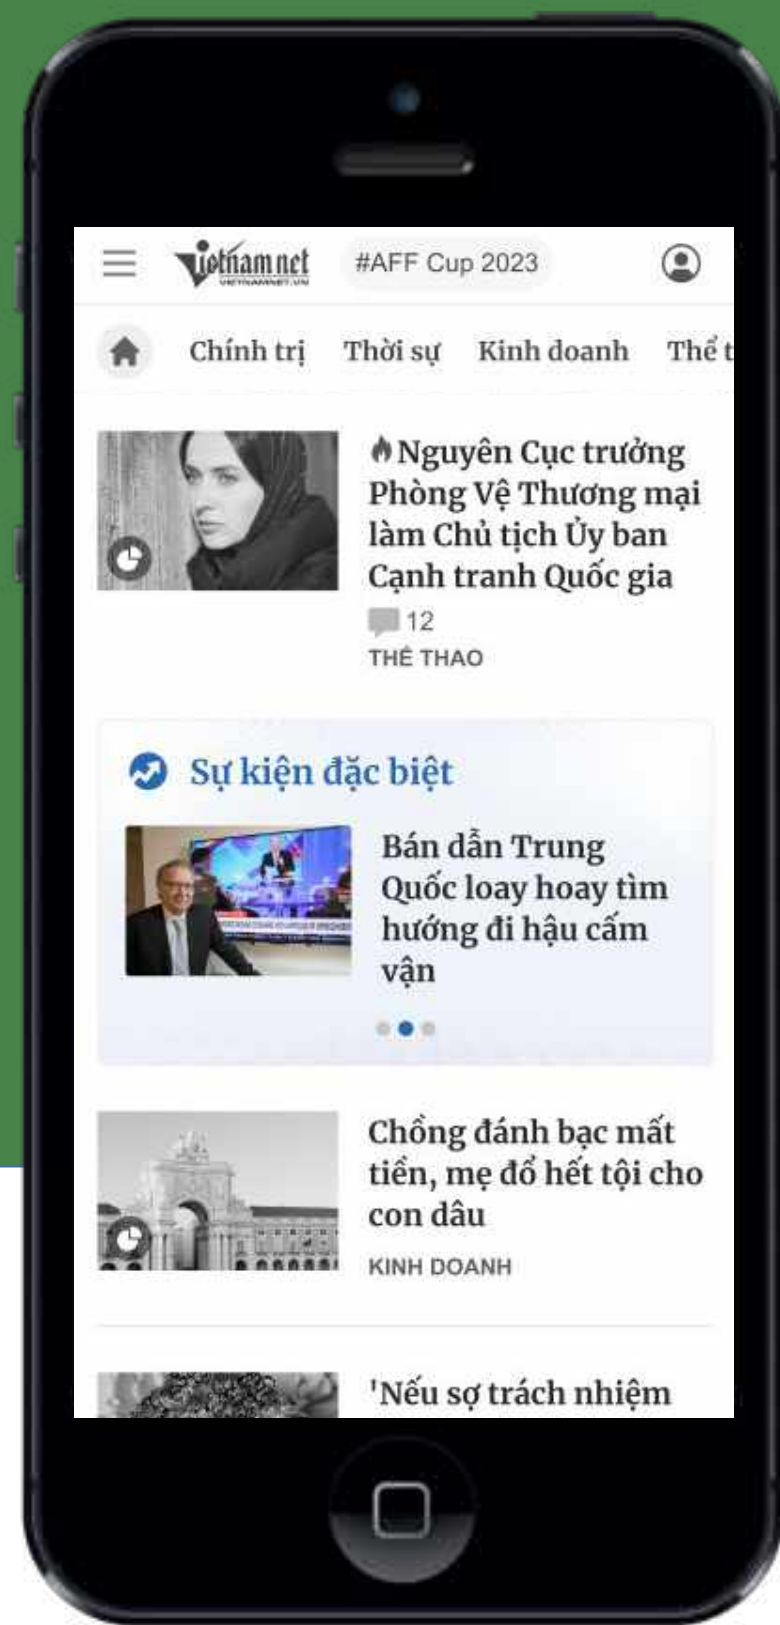 Vietnamnet
VIETNAMNET.VN
#AFF Cup 2023
Chính trị
Thời sự
Kinh doanh
Thể t
Nguyên Cục trưởng
Phòng Vệ Thương mại
làm Chủ tịch Ủy ban
Cạnh tranh Quốc gia
12
THỂ THAO
Sự kiện đặc biệt
Bán dẫn Trung
Quốc loay hoay tìm
hướng đi hậu cấm
vận
Chồng đánh bạc mất
tiền, mẹ đổ hết tội cho
con dâu
KINH DOANH
'Nếu sợ trách nhiệm